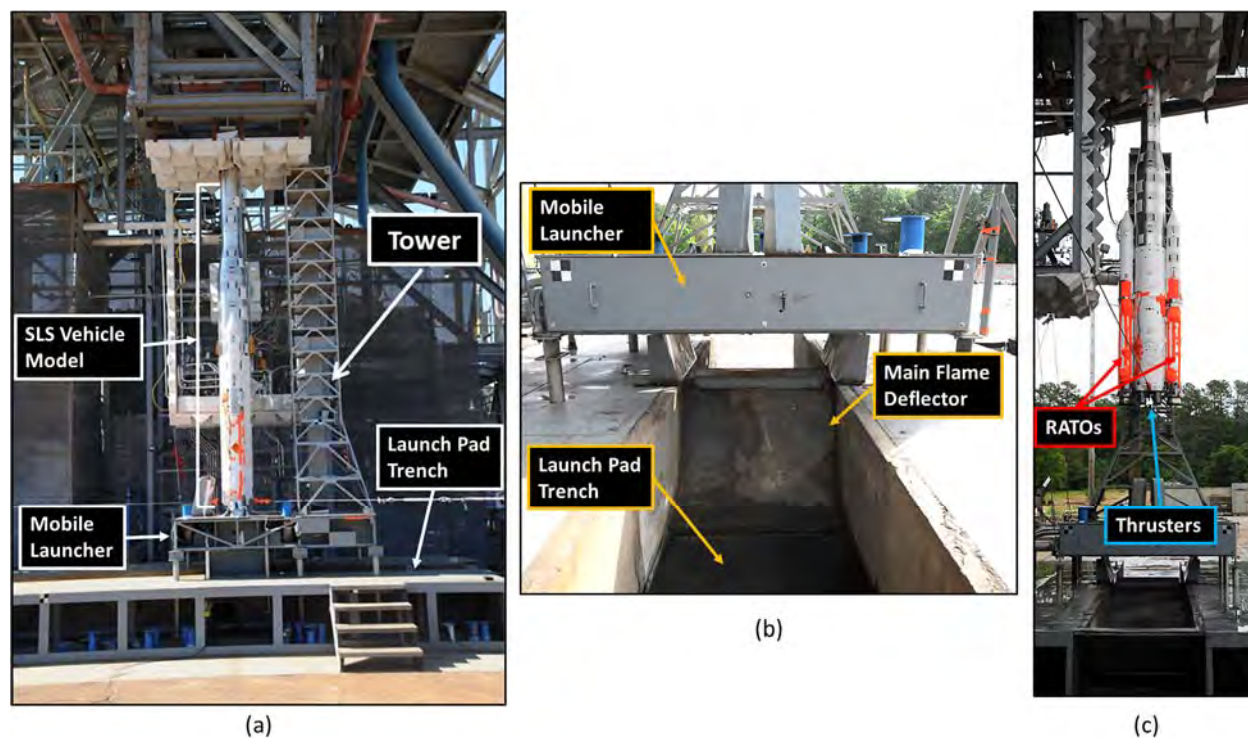 Tower
SLS Vehicle
Model
Launch Pad
Trench
Mobile
Launcher
(a)
Mobile
Launcher
Main Flame
Deflector
Launch Pad
Trench
(b)
RATOs
Thrusters
(c)